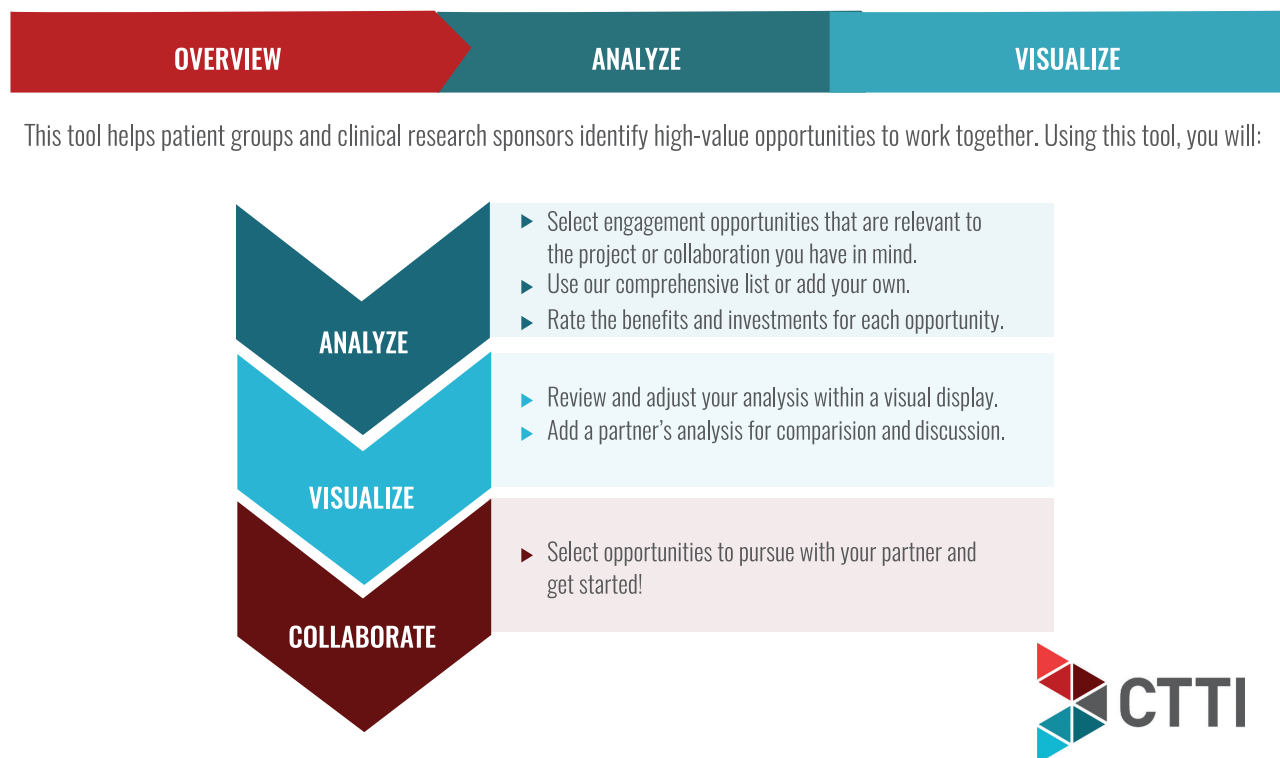 OVERVIEW
ANALYZE
VISUALIZE
This tool helps patient groups and clinical research sponsors identify high-value opportunities to work together. Using this tool, you will:
ANALYZE
Select engagement opportunities that are relevant to
the project or collaboration you have in mind.
Use our comprehensive list or add your own.
Rate the benefits and investments for each opportunity.
VISUALIZE
Review and adjust your analysis within a visual display.
Add a partner's analysis for comparision and discussion.
COLLABORATE
Select opportunities to pursue with your partner and
get started!
CTTI